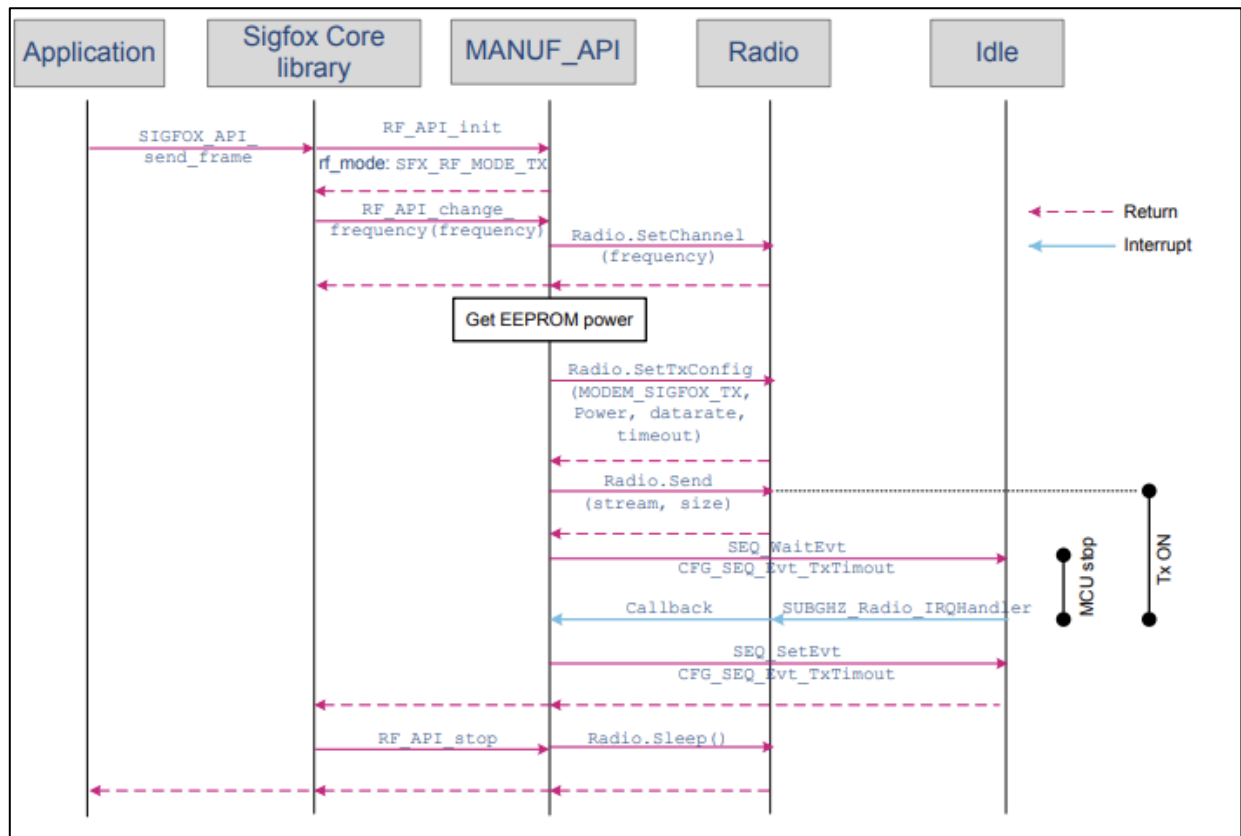 Application
Sigfox Core
library
MANUF_API
Radio
Idle
SIGFOX_API_
send_frame
RF_API_init
rf_mode: SFX_RF_MODE_TX
RF_API_change_
frequency(frequency)
Radio.SetChannel
(frequency)
Return
Interrupt
Get EEPROM power
Radio.SetTxConfig
(MODEM_SIGFOX_TX,
Power, datarate,
timeout)
Radio.Send
(stream, size)
SEQ_WaitEvt
CFG_SEQ_Evt_TxTimout
MCU stop
Tx ON
Callback
SUBGHZ_Radio_IRQHandler
SEQ_SetEvt
CFG_SEQ_Evt_TxTimout
RF_API_stop
Radio.Sleep()